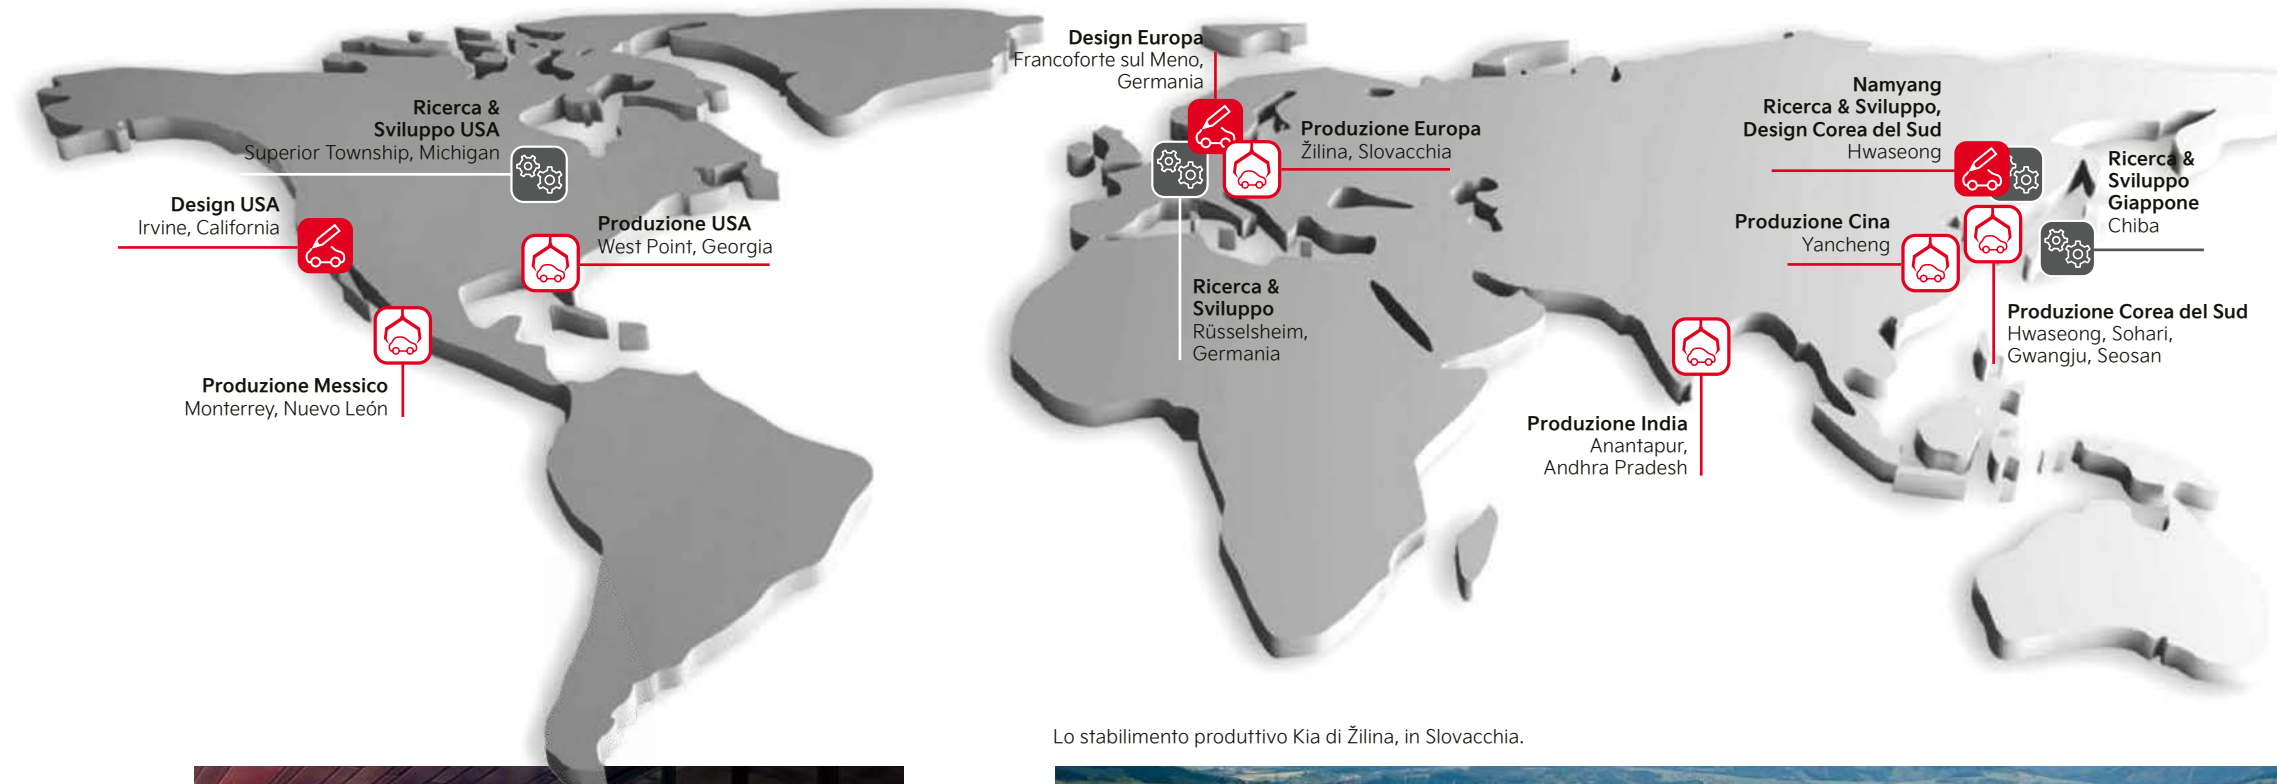 Design Europa
Francoforte sul Meno,
Germania
Ricerca &
Sviluppo USA
Superior Township, Michigan
Design USA
Irvine, California
Produzione USA
West Point, Georgia
Produzione Messico
Monterrey, Nuevo León
Produzione Europa
Žilina, Slovacchia
Ricerca &
Sviluppo
Rüsselsheim,
Germania
Namyang
Ricerca & Sviluppo,
Design Corea del Sud
Hwaseong
Ricerca &
Sviluppo
Giappone
Chiba
Produzione Cina
Yancheng
Produzione Corea del Sud
Hwaseong, Sohari,
Gwangju, Seosan
Produzione India
Anantapur,
Andhra Pradesh
Lo stabilimento produttivo Kia di Žilina, in Slovacchia.